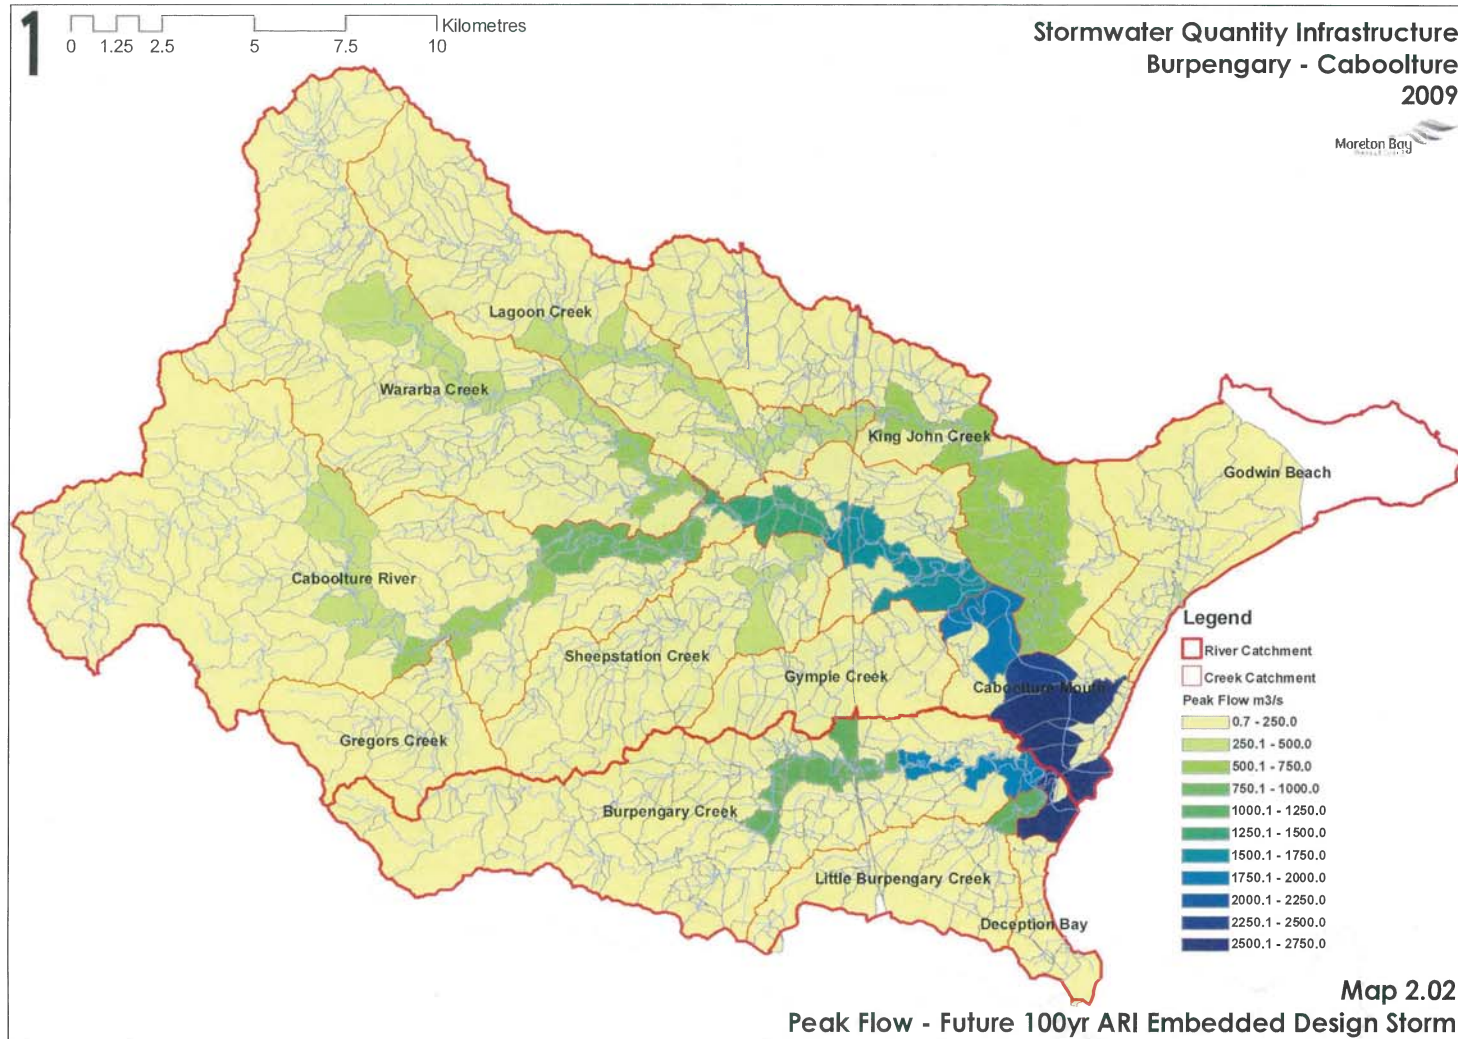 1
Kilometres
0 1.25 2.5 5 7.5 10
Stormwater Quantity Infrastructure
Burpengary - Caboolture
2009
Moreton Bay
Lagoon Creek
Wararba Creek
King John Creek
Godwin Beach
Caboolture River
Sheepstation Creek
Gympie Creek
Caboolture Mouth
Gregors Creek
Burpengary Creek
Little Burpengary Creek
Deception Bay
Legend
River Catchment
Creek Catchment
Peak Flow m3/s
0.7 - 250.0
250.1 - 500.0
500.1 - 750.0
750.1 - 1000.0
1000.1 - 1250.0
1250.1 - 1500.0
1500.1 - 1750.0
1750.1 - 2000.0
2000.1 - 2250.0
2250.1 - 2500.0
2500.1 - 2750.0
Map 2.02
Peak Flow - Future 100yr ARI Embedded Design Storm